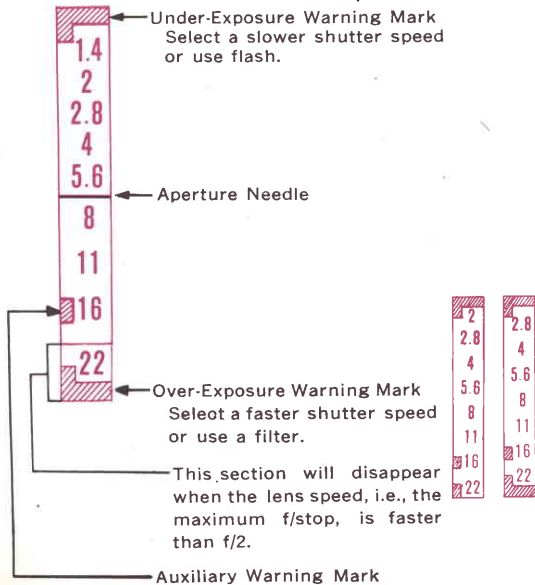 Under-Exposure Warning Mark
Select a slower shutter speed
or use flash.
1.4
2
2.8
4
5.6
Aperture Needle
8
11
16
22
Over-Exposure Warning Mark
Seleot a faster shutter speed
or use a filter.
This section will disappear
when the lens speed, i.e., the
maximum f/stop, is faster
than f/2.
Auxiliary Warning Mark
2
2.8
4
5.6
8
11
16
22
2.8
4
5.6
8
11
16
22